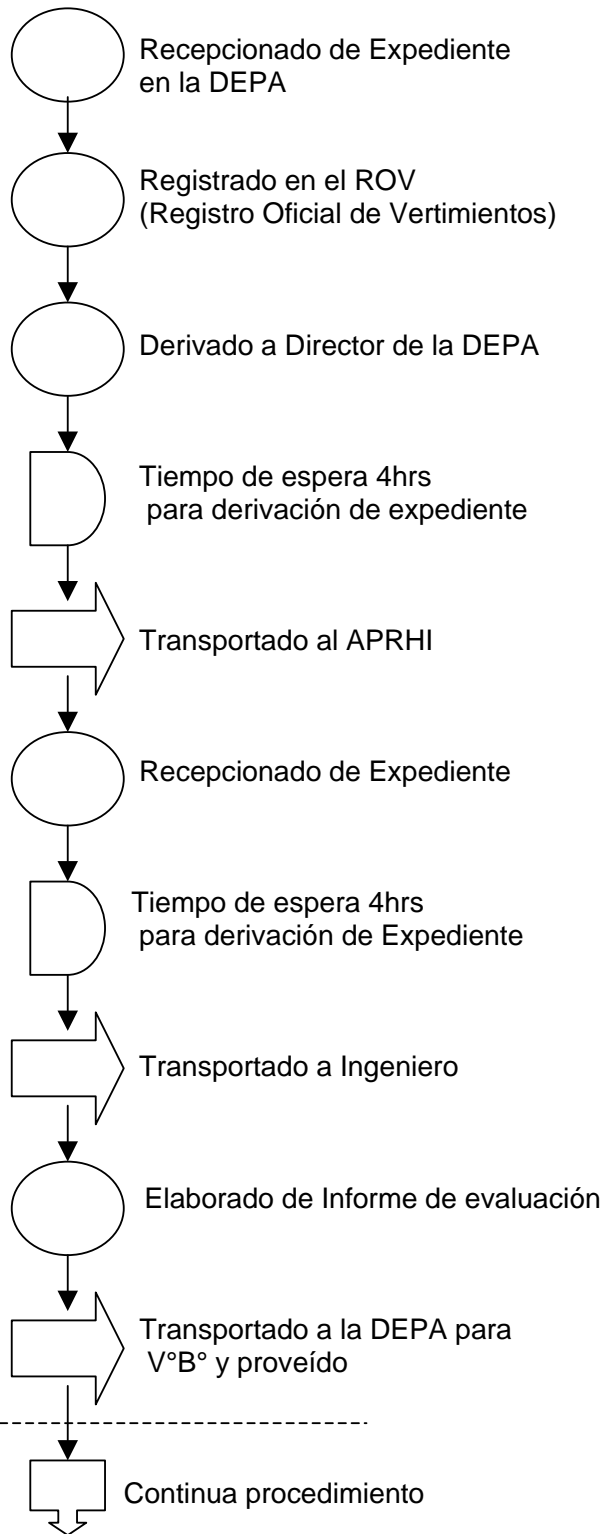 Recepcionado de Expediente
en la DEPA
Registrado en el ROV
(Registro Oficial de Vertimientos)
Derivado a Director de la DEPA
Tiempo de espera 4hrs
para derivación de expediente
Transportado al APRHI
Recepcionado de Expediente
Tiempo de espera 4hrs
para derivación de Expediente
Transportado a Ingeniero
Elaborado de Informe de evaluación
Transportado a la DEPA para
V°B° y proveído
Continua procedimiento